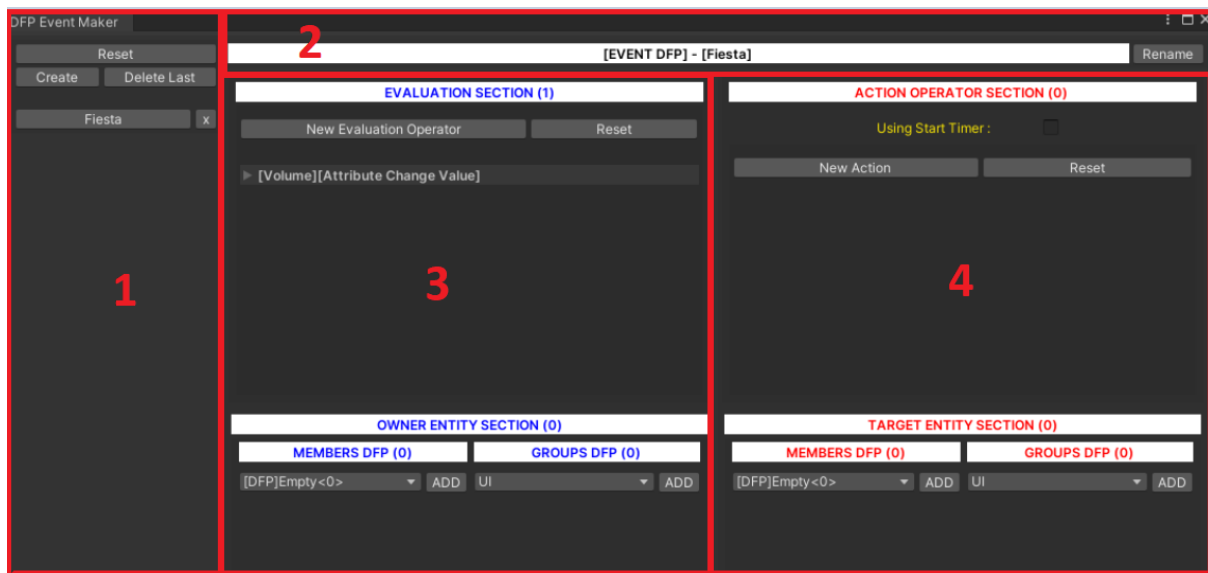 DFP Event Maker
Reset
Create Delete Last
Fiesta x
1
2
[EVENT DFP] - [Fiesta] Rename
EVALUATION SECTION (1)
New Evaluation Operator Reset
[Volume][Attribute Change Value]
3
OWNER ENTITY SECTION (0)
MEMBERS DFP (0) GROUPS DFP (0)
[DFP]Empty<0> ADD UI ADD
ACTION OPERATOR SECTION (0)
Using Start Timer :
New Action Reset
4
TARGET ENTITY SECTION (0)
MEMBERS DFP (0) GROUPS DFP (0)
[DFP]Empty<0> ADD UI ADD